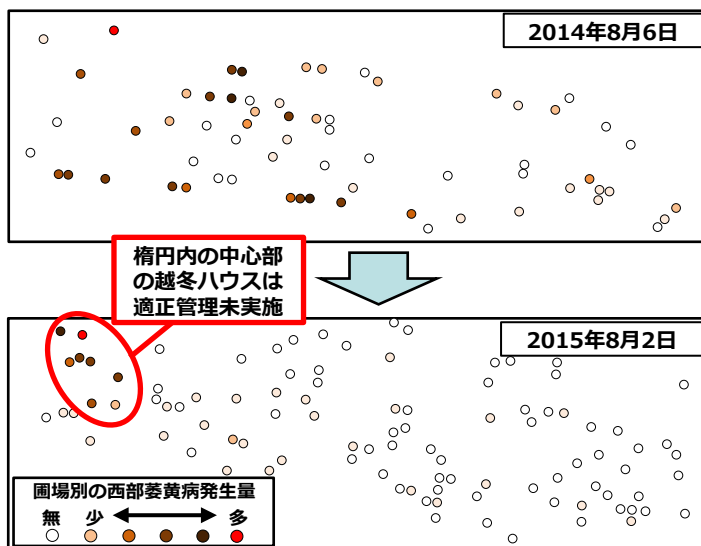 2014年8月6日
楕円内の中心部
の越冬ハウスは
適正管理未実施
2015年8月2日
圃場別の西部萎黄病発生量
無 少 多